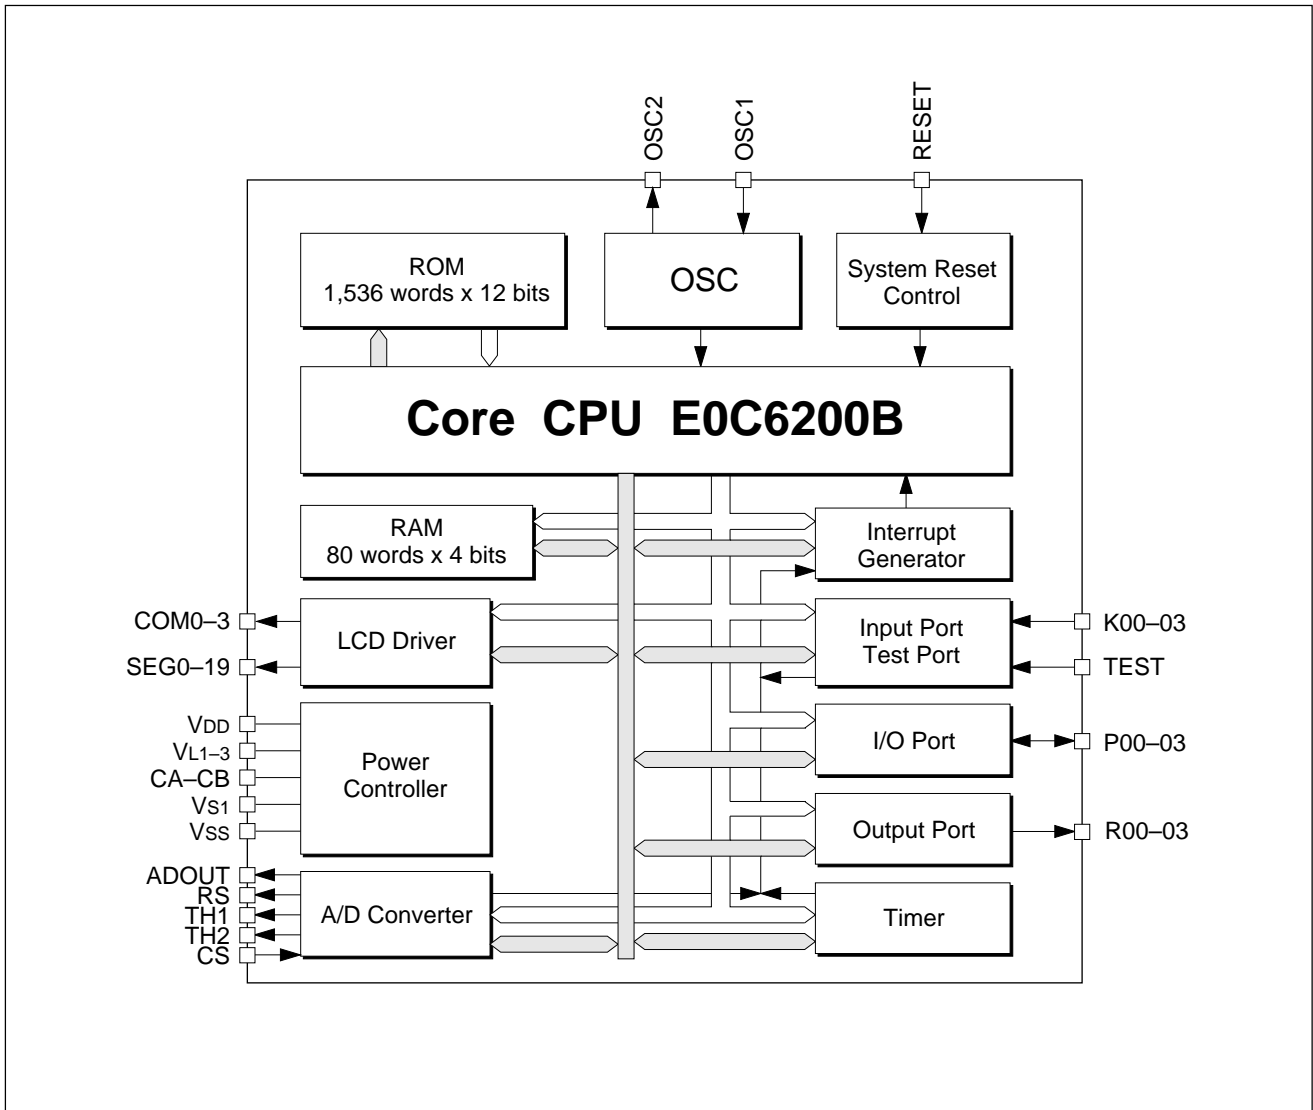 OSC2
OSC1
RESET
ROM
1,536 words x 12 bits
OSC
System Reset
Control
Core CPU E0C6200B
RAM
80 words x 4 bits
Interrupt
Generator
COM0–3
SEG0–19
LCD Driver
Input Port
Test Port
K00–03
TEST
VDD
VL1–3
CA–CB
VS1
VSS
Power
Controller
I/O Port
P00–03
Output Port
R00–03
ADOUT
RS
TH1
TH2
CS
A/D Converter
Timer